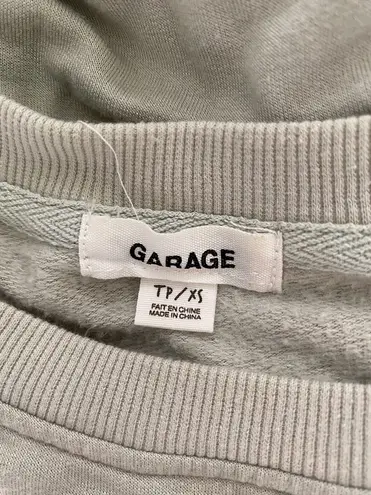 GARAGE
TP/XS
FAIT EN CHINE
MADE IN CHINA